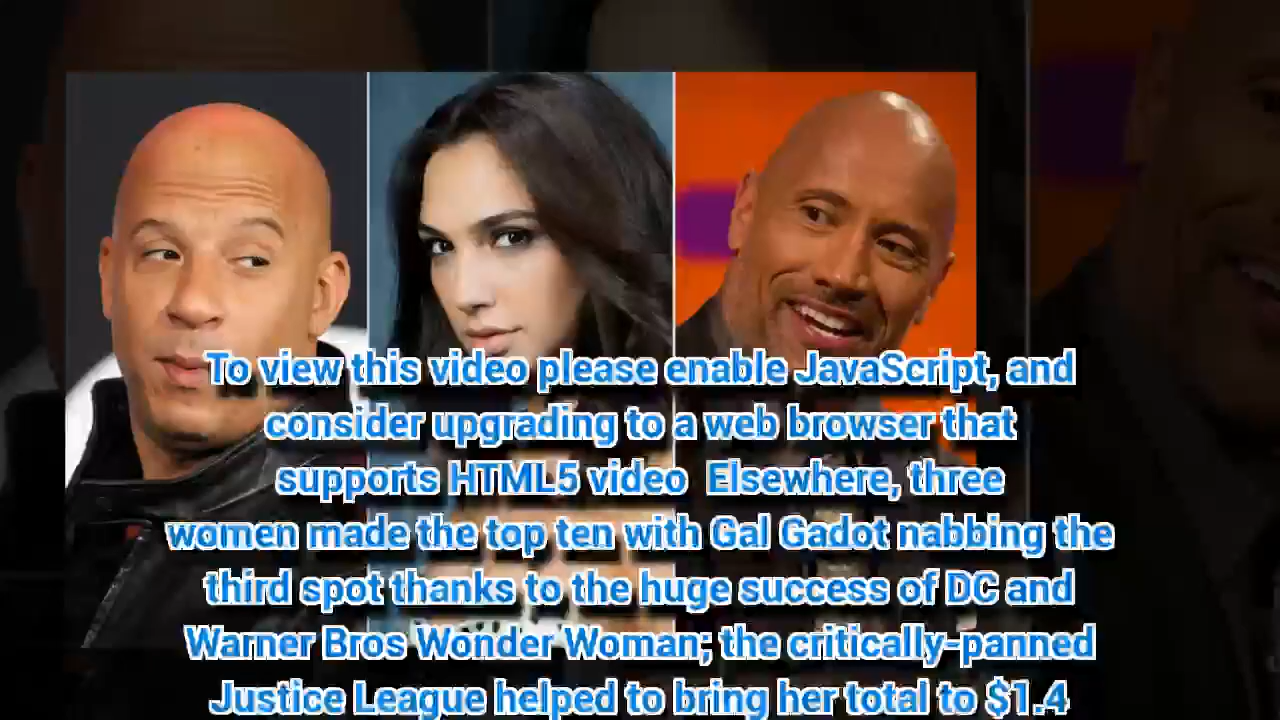 To view this video please enable JavaScript, and
consider upgrading to a web browser that
supports HTML5 video  Elsewhere, three
women made the top ten with Gal Gadot nabbing the
third spot thanks to the huge success of DC and
Warner Bros Wonder Woman; the critically-panned
Justice League helped to bring her total to $1.4